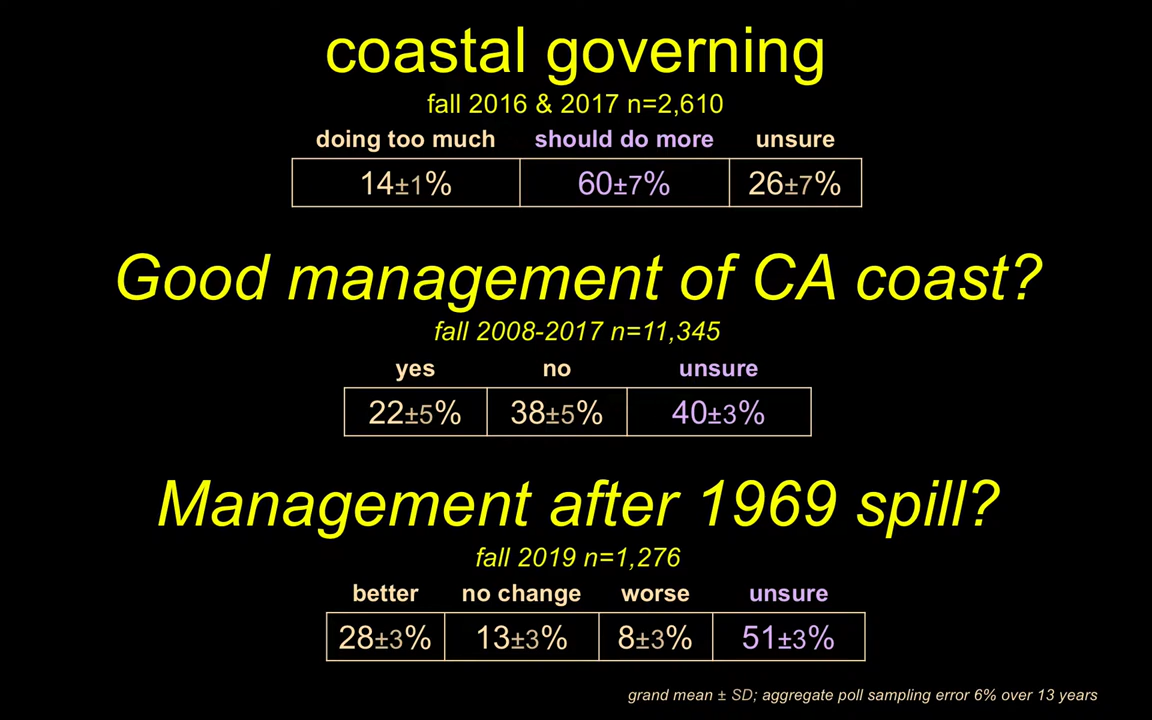 coastal governing
fall 2016 & 2017 n=2,610
doing too much should do more unsure
14±1% 60±7% 26±7%
Good management of CA coast?
fall 2008-2017 n=11,345
yes no unsure
22±5% 38±5% 40±3%
Management after 1969 spill?
fall 2019 n=1,276
better no change worse unsure
28±3% 13±3% 8±3% 51±3%
grand mean ± SD; aggregate poll sampling error 6% over 13 years